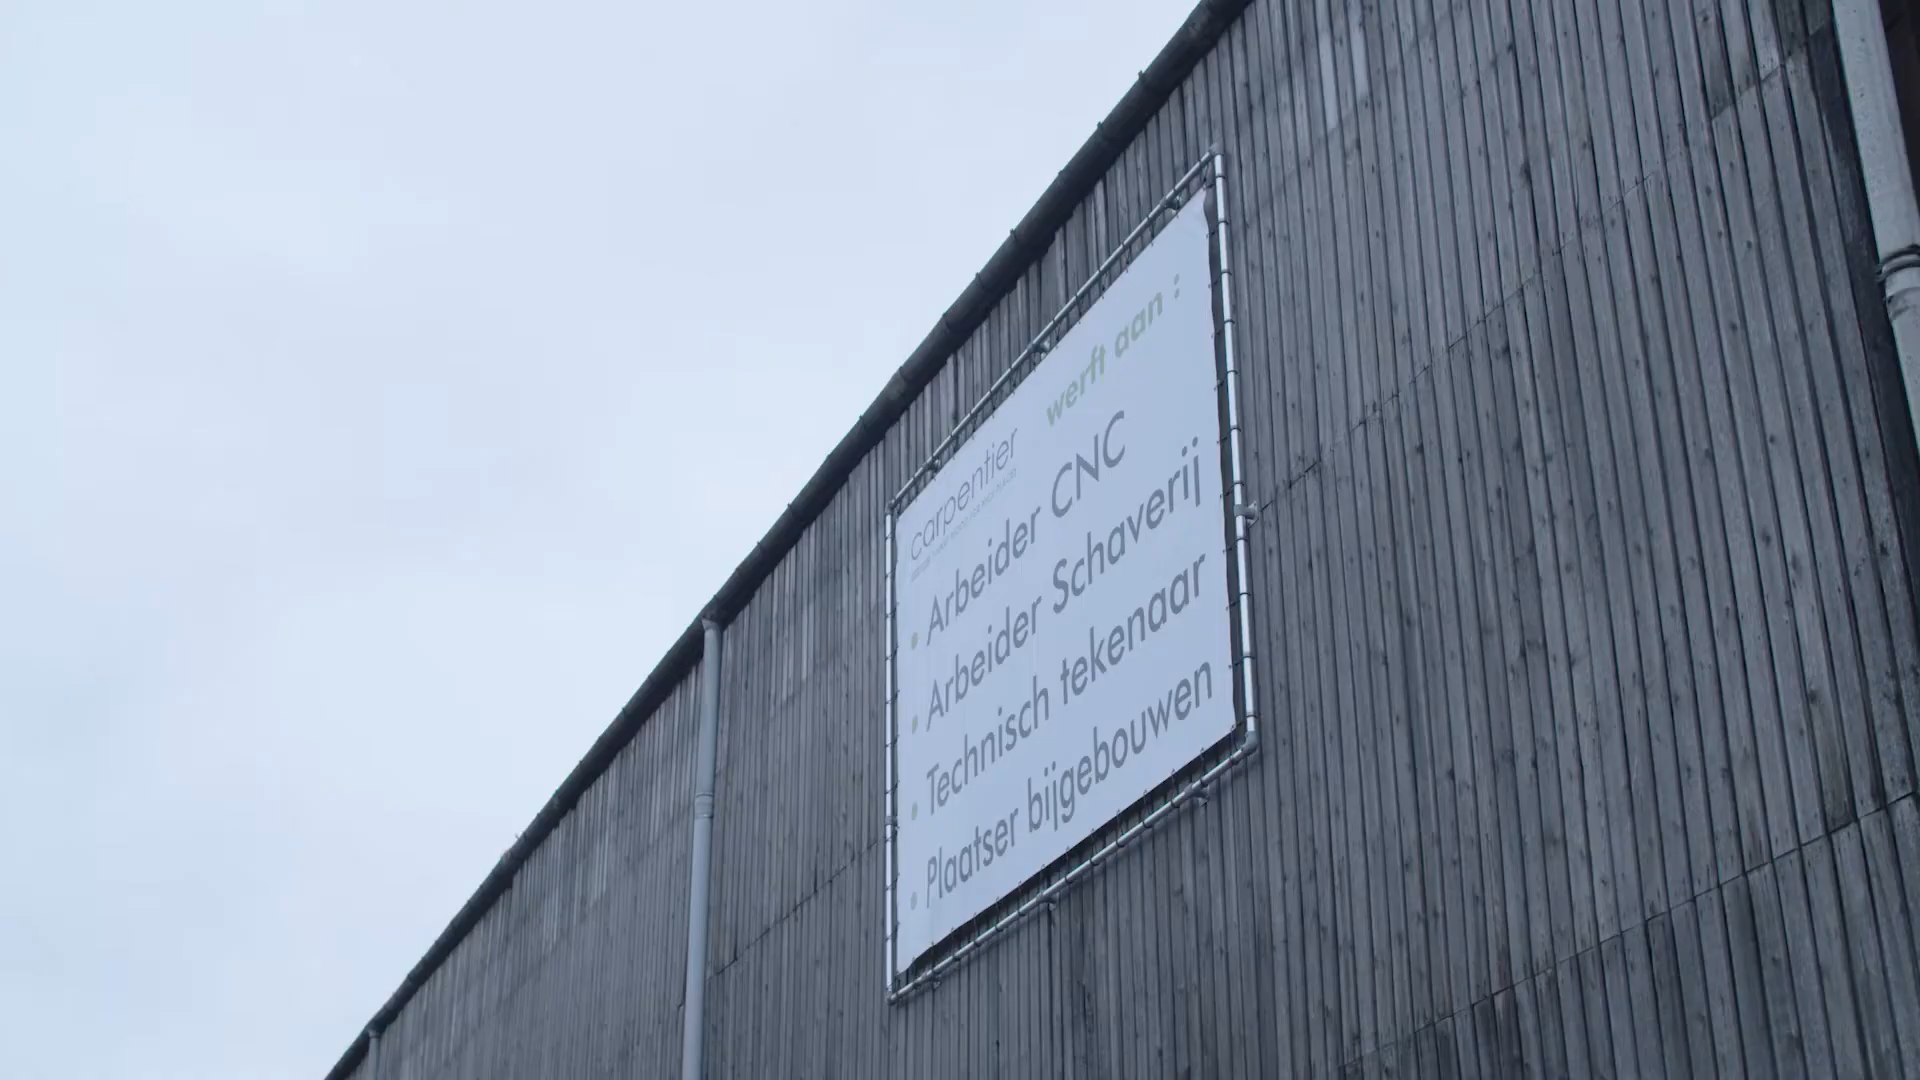 carpentier
werft aan :
• Arbeider CNC
• Arbeider Schaverij
• Technisch tekenaar
• Plaatser bijgebouwen